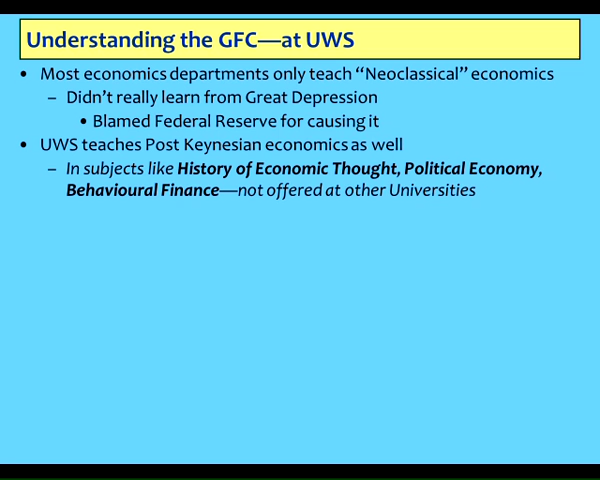 Understanding the GFC—at UWS
• Most economics departments only teach “Neoclassical” economics
– Didn’t really learn from Great Depression
• Blamed Federal Reserve for causing it
• UWS teaches Post Keynesian economics as well
– In subjects like History of Economic Thought, Political Economy,
Behavioural Finance—not offered at other Universities